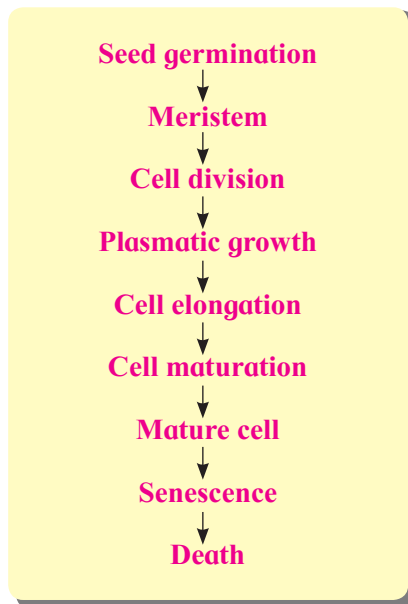 Seed germination
Meristem
Cell division
Plasmatic growth
Cell elongation
Cell maturation
Mature cell
Senescence
Death